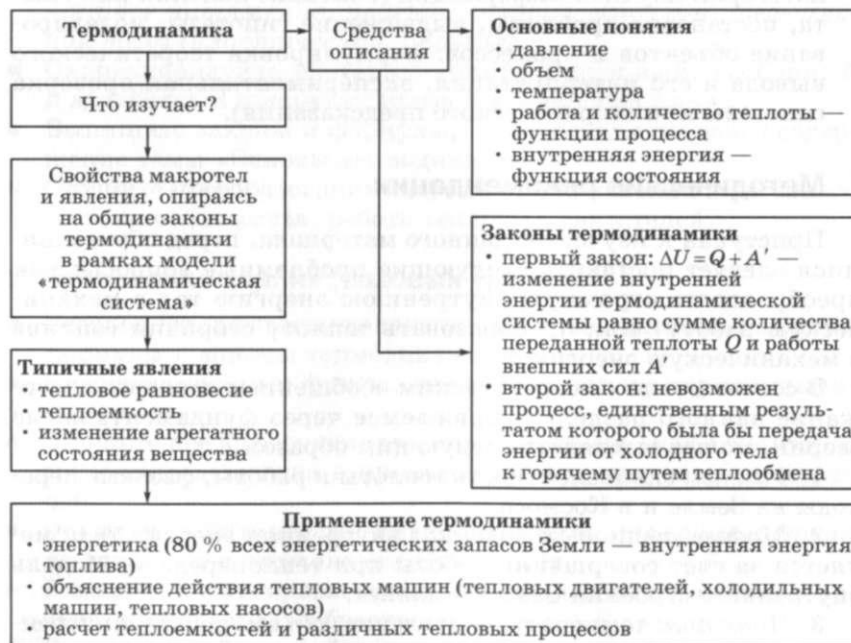 Термодинамика
Средства
описания
Основные понятия
· давление
· объем
· температура
· работа и количество теплоты —
функции процесса
· внутренняя энергия —
функция состояния
Что изучает?
Свойства макротел
и явления, опираясь
на общие законы
термодинамики
в рамках модели
«термодинамическая
система»
Законы термодинамики
· первый закон: ΔU = Q + A′ —
изменение внутренней
энергии термодинамической
системы равно сумме количества
переданной теплоты Q и работы
внешних сил A′
· второй закон: невозможен
процесс, единственным резуль-
татом которого была бы передача
энергии от холодного тела
к горячему путем теплообмена
Типичные явления
· тепловое равновесие
· теплоемкость
· изменение агрегатного
состояния вещества
Применение термодинамики
· энергетика (80 % всех энергетических запасов Земли — внутренняя энергия
топлива)
· объяснение действия тепловых машин (тепловых двигателей, холодильных
машин, тепловых насосов)
· расчет теплоемкостей и различных тепловых процессов